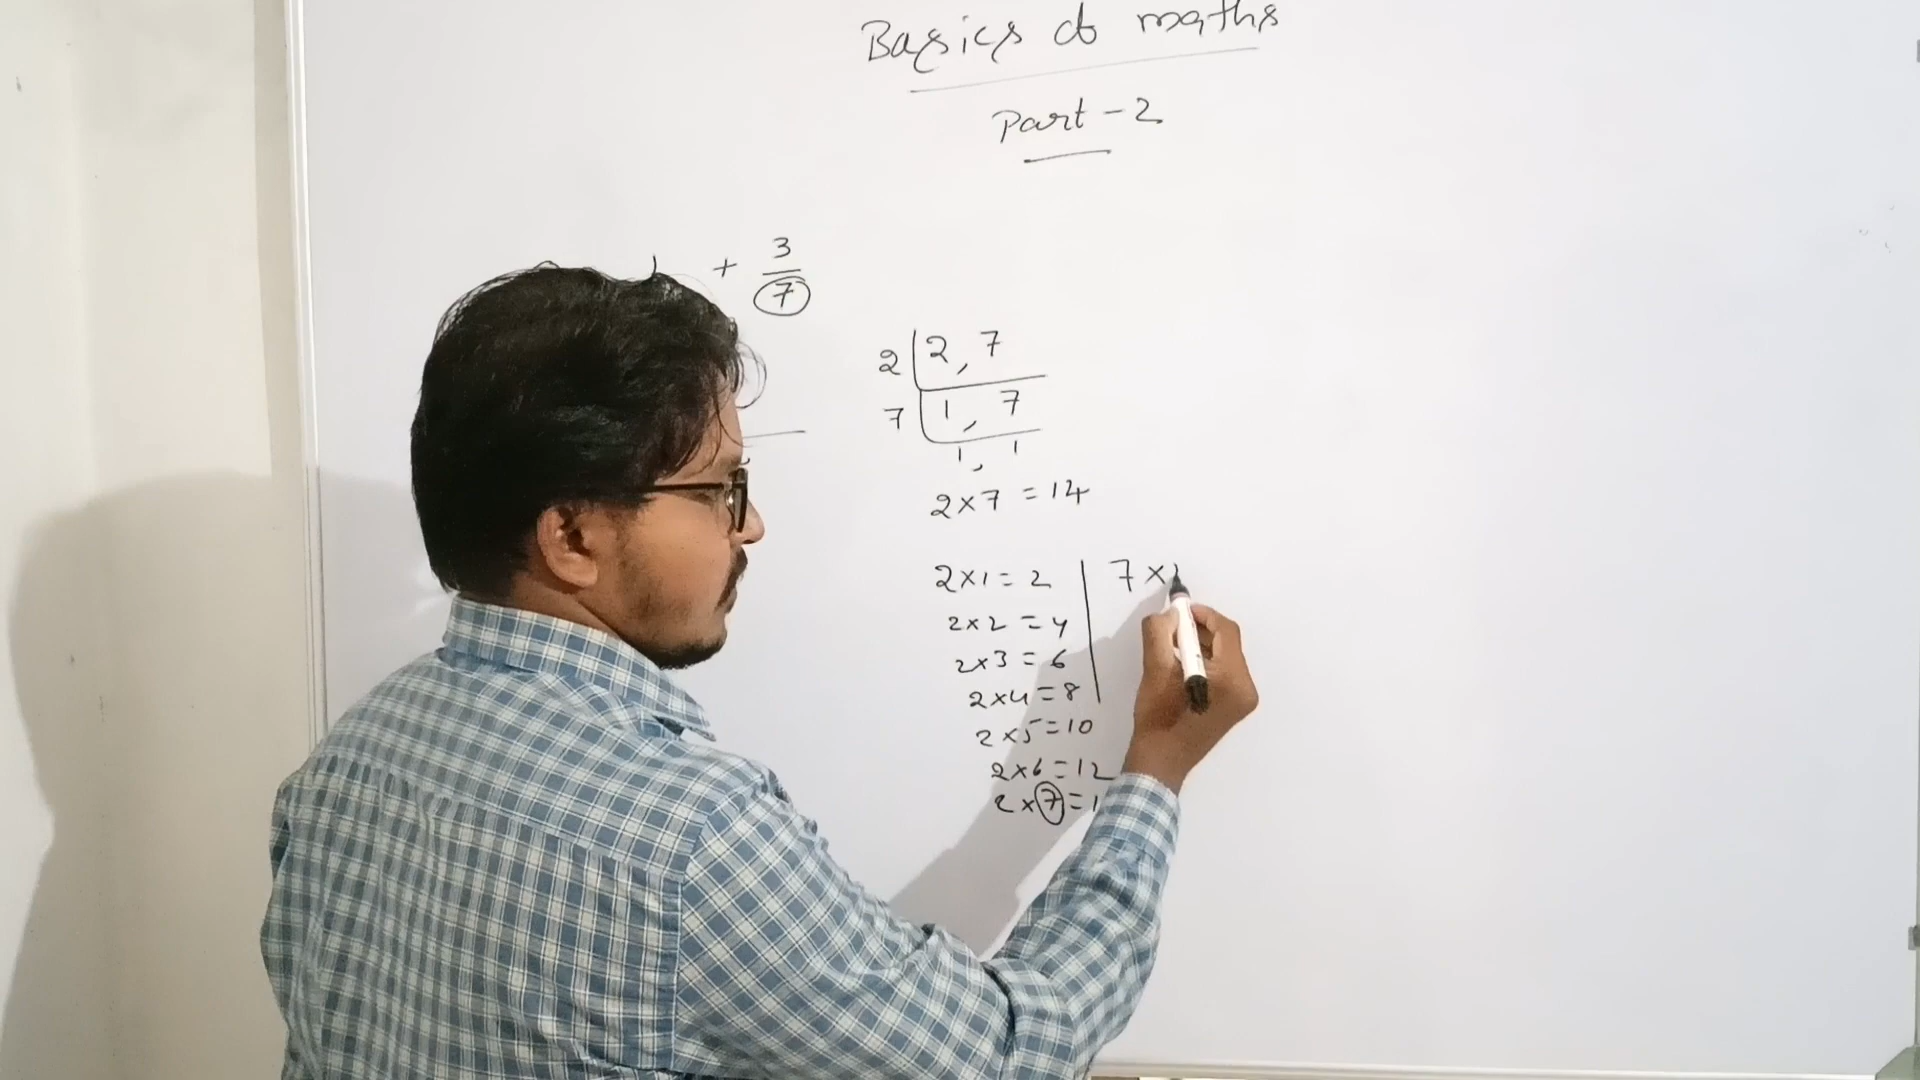 Basics of maths
Part - 2
+ 3/7
2 | 2, 7
7 | 1, 7
1, 1
2×7 = 14
2×1 = 2
2×2 = 4
2×3 = 6
2×4 = 8
2×5 = 10
2×6 = 12
2×7 = 1
7×